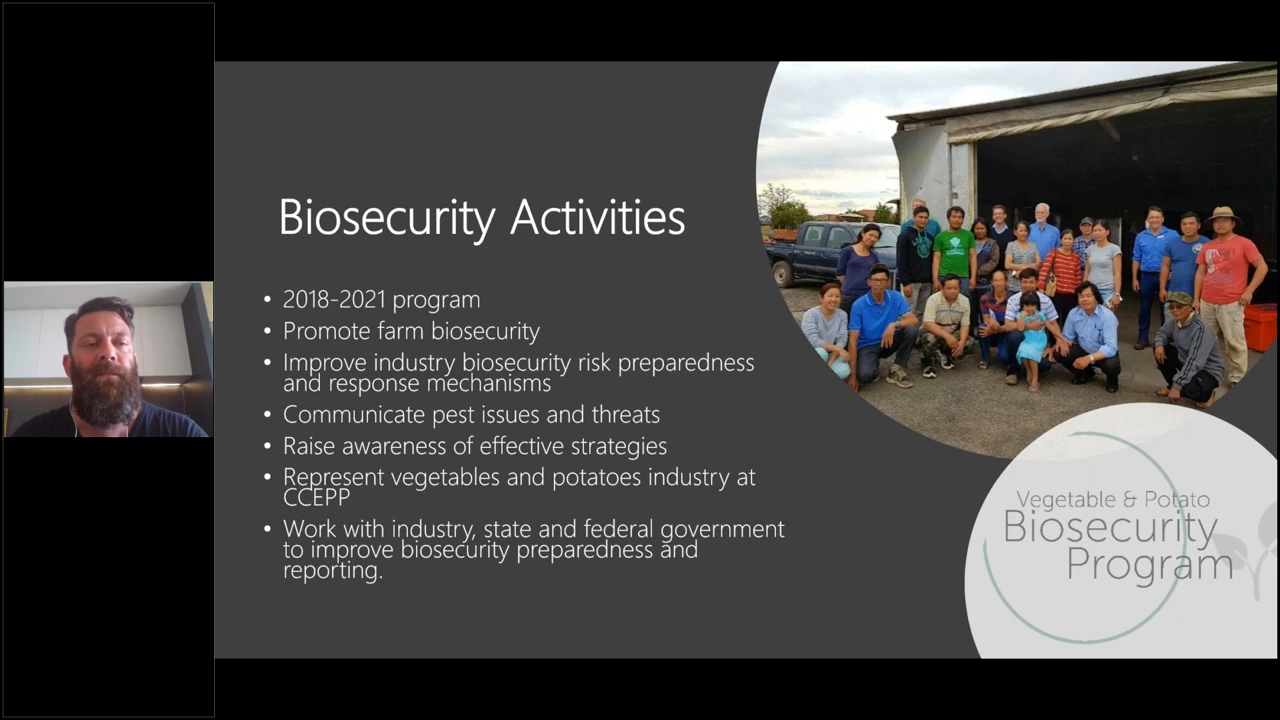 Biosecurity Activities
• 2018-2021 program
• Promote farm biosecurity
• Improve industry biosecurity risk preparedness
and response mechanisms
• Communicate pest issues and threats
• Raise awareness of effective strategies
• Represent vegetables and potatoes industry at
CCEPP
• Work with industry, state and federal government
to improve biosecurity preparedness and
reporting.
Vegetable & Potato
Biosecurity
Program